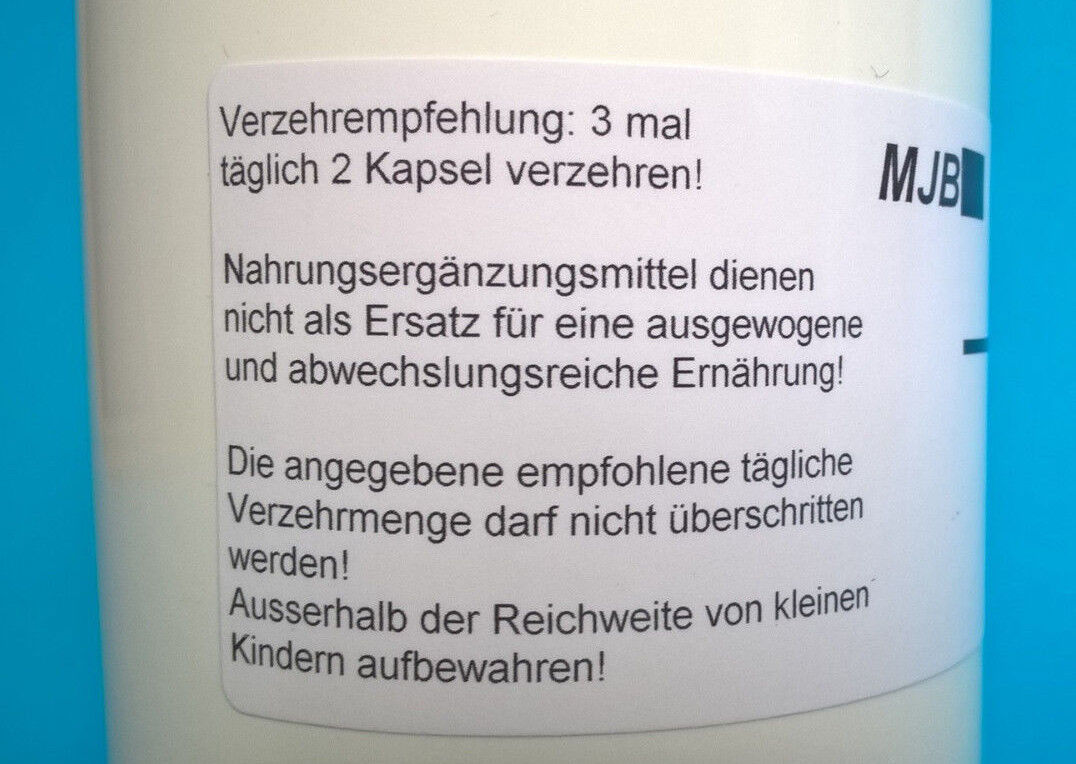 Verzehrempfehlung: 3 mal
täglich 2 Kapsel verzehren!
MJB
Nahrungsergänzungsmittel dienen
nicht als Ersatz für eine ausgewogene
und abwechslungsreiche Ernährung!
Die angegebene empfohlene tägliche
Verzehrmenge darf nicht überschritten
werden!
Ausserhalb der Reichweite von kleinen
Kindern aufbewahren!